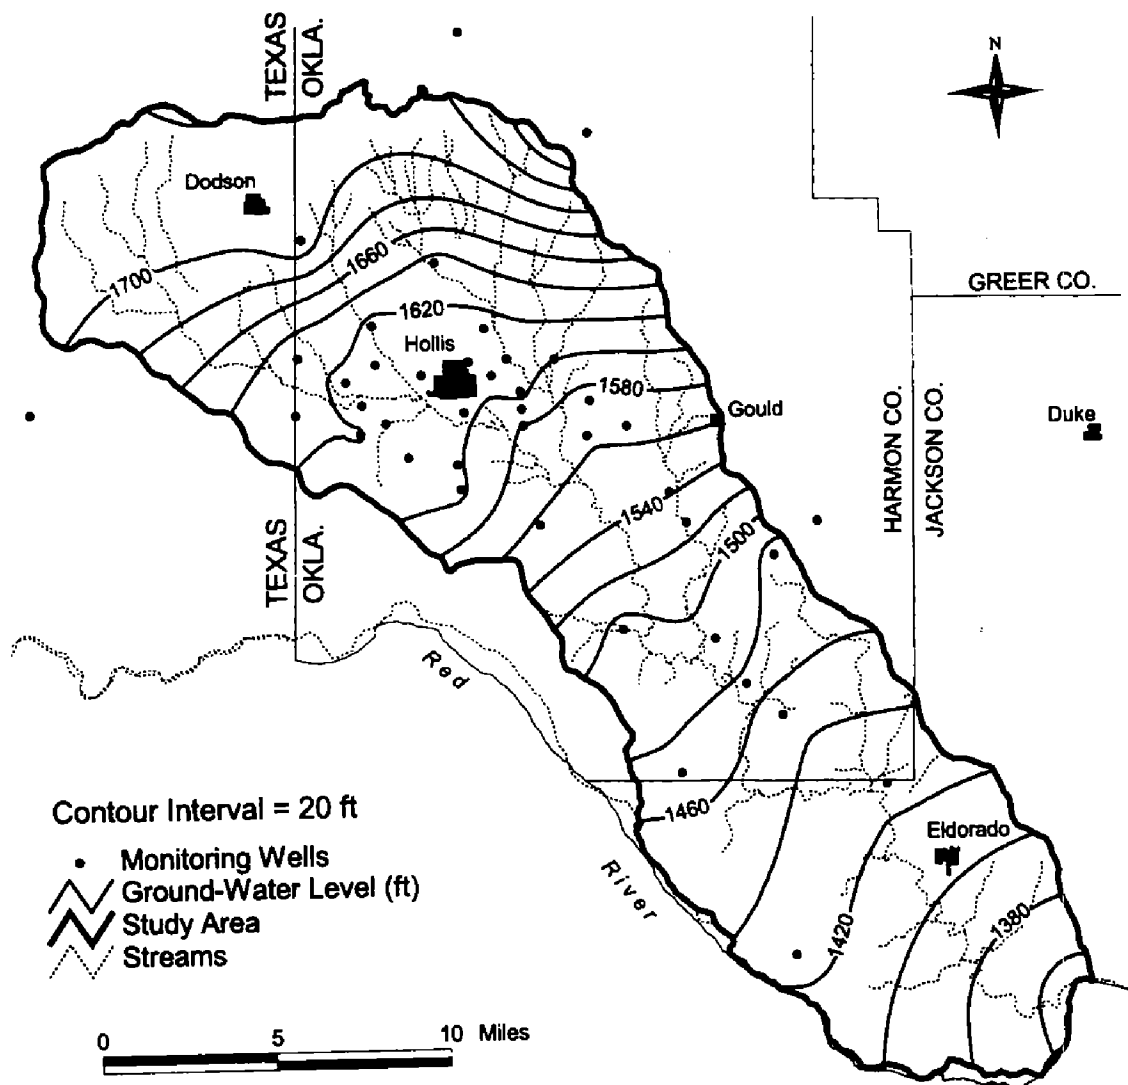 TEXAS
OKLA.
N
Dodson
1700
1660
GREER CO.
1620
Hollis
1580
Gould
Duke
HARMON CO.
JACKSON CO.
1540
1500
TEXAS
OKLA.
Red
River
1460
Eldorado
1420
1380
Contour Interval = 20 ft
Monitoring Wells
Ground-Water Level (ft)
Study Area
Streams
0 5 10 Miles